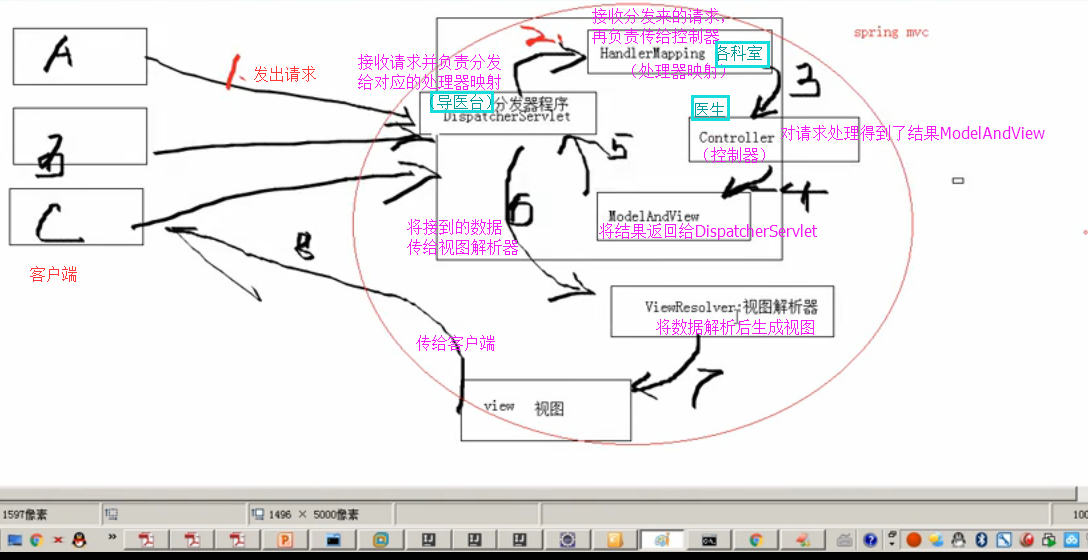 A
B
C
客户端
1.
发出请求
接收请求并负责分发
给对应的处理器映射
(导医台)
分发器程序
DispatcherServlet
2.
接收分发来的请求,
再负责传给控制器
HandlerMapping
各科室
(处理器映射)
spring mvc
3
医生
Controller
(控制器)
对请求处理得到了结果ModelAndView
4
5
ModelAndView
将结果返回给DispatcherServlet
6
将接到的数据
传给视图解析器
ViewResolver:视图解析器
将数据解析后生成视图
7
8
传给客户端
view 视图
1597像素
1496 × 5000像素
100